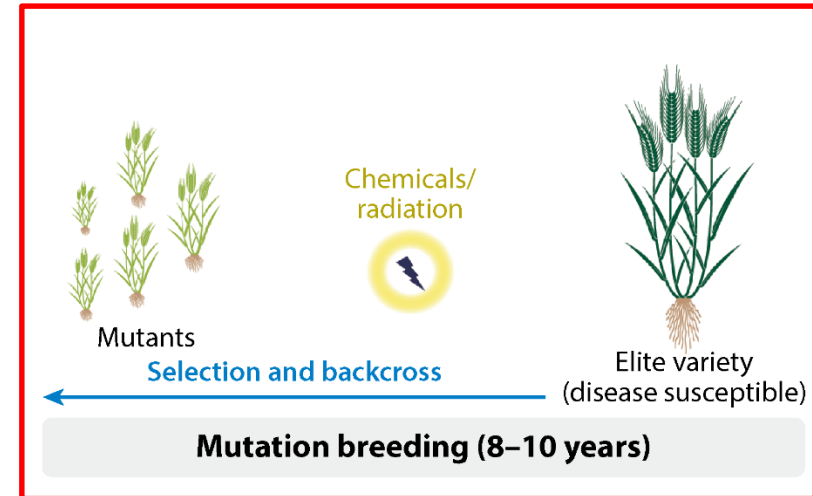 Chemicals/
radiation
Mutants
Selection and backcross
Elite variety
(disease susceptible)
Mutation breeding (8–10 years)